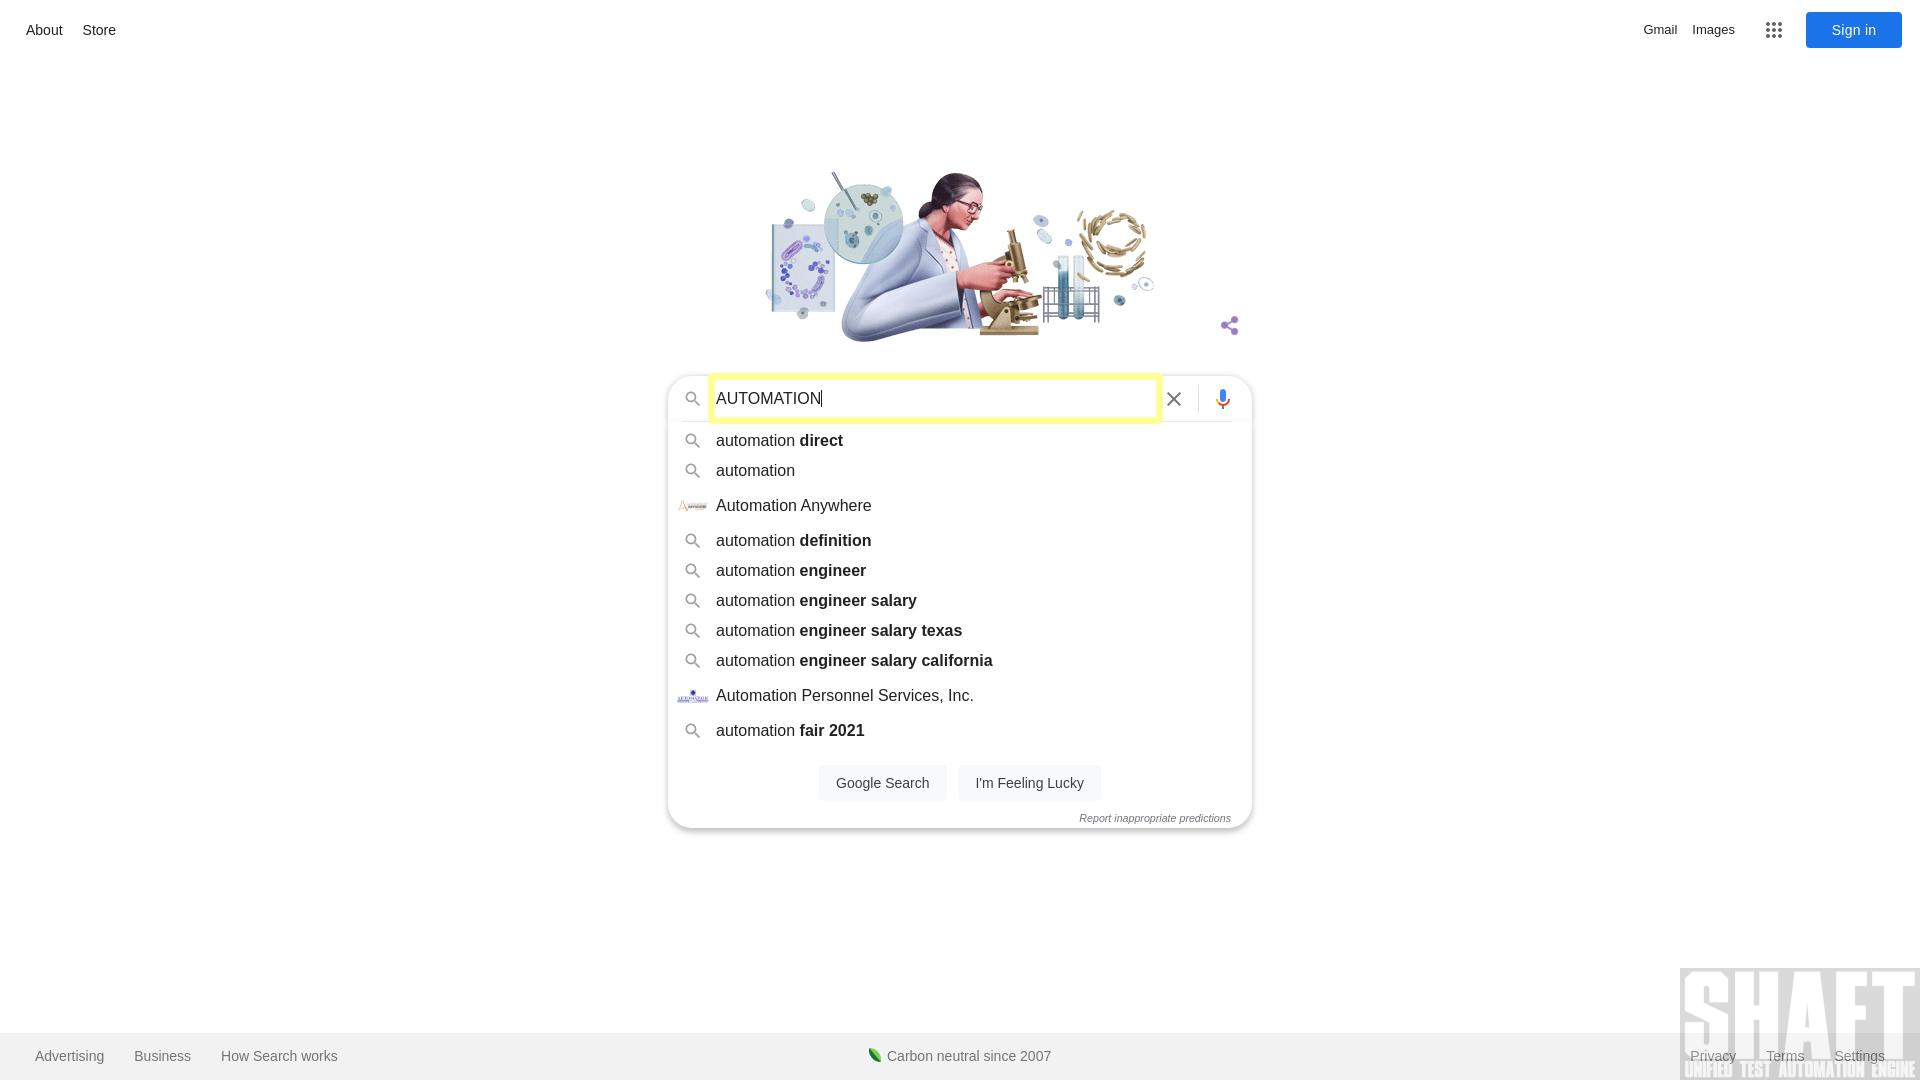 About Store
Gmail Images
Sign in
AUTOMATION
automation direct
automation
Automation Anywhere
automation definition
automation engineer
automation engineer salary
automation engineer salary texas
automation engineer salary california
Automation Personnel Services, Inc.
automation fair 2021
Google Search I'm Feeling Lucky
Report inappropriate predictions
SHAFT
Advertising Business How Search works Carbon neutral since 2007 Privacy Terms Settings
UNIFIED TEST AUTOMATION ENGINE